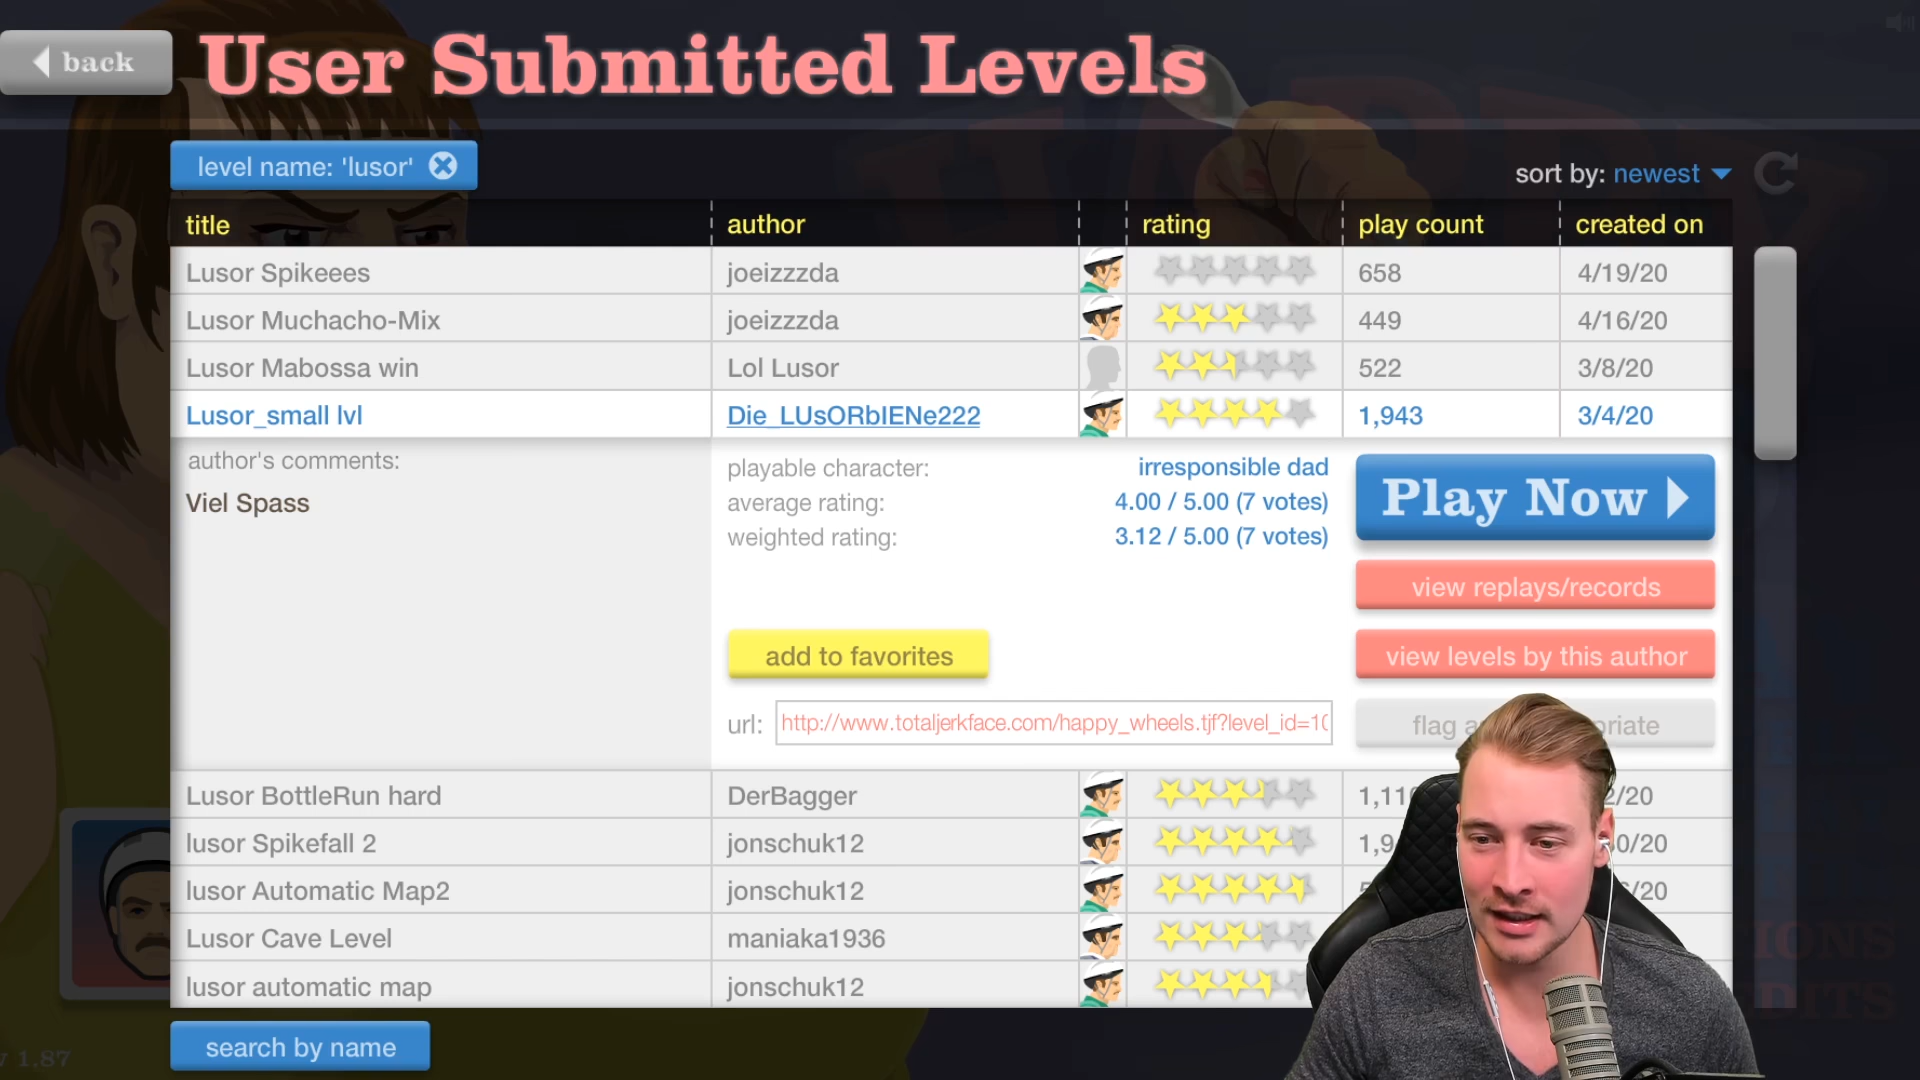 back
User Submitted Levels
level name: 'lusor'
sort by: newest
title author rating play count created on
Lusor Spikeees joeizzzda 658 4/19/20
Lusor Muchacho-Mix joeizzzda 449 4/16/20
Lusor Mabossa win Lol Lusor 522 3/8/20
Lusor_small lvl Die_LUsORbIENe222 1,943 3/4/20
author's comments:
Viel Spass
playable character: irresponsible dad
average rating: 4.00 / 5.00 (7 votes)
weighted rating: 3.12 / 5.00 (7 votes)
Play Now
view replays/records
add to favorites
view levels by this author
url: http://www.totaljerkface.com/happy_wheels.tjf?level_id=10
flag
Lusor BottleRun hard DerBagger
lusor Spikefall 2 jonschuk12
lusor Automatic Map2 jonschuk12
Lusor Cave Level maniaka1936
lusor automatic map jonschuk12
search by name
v 1.87